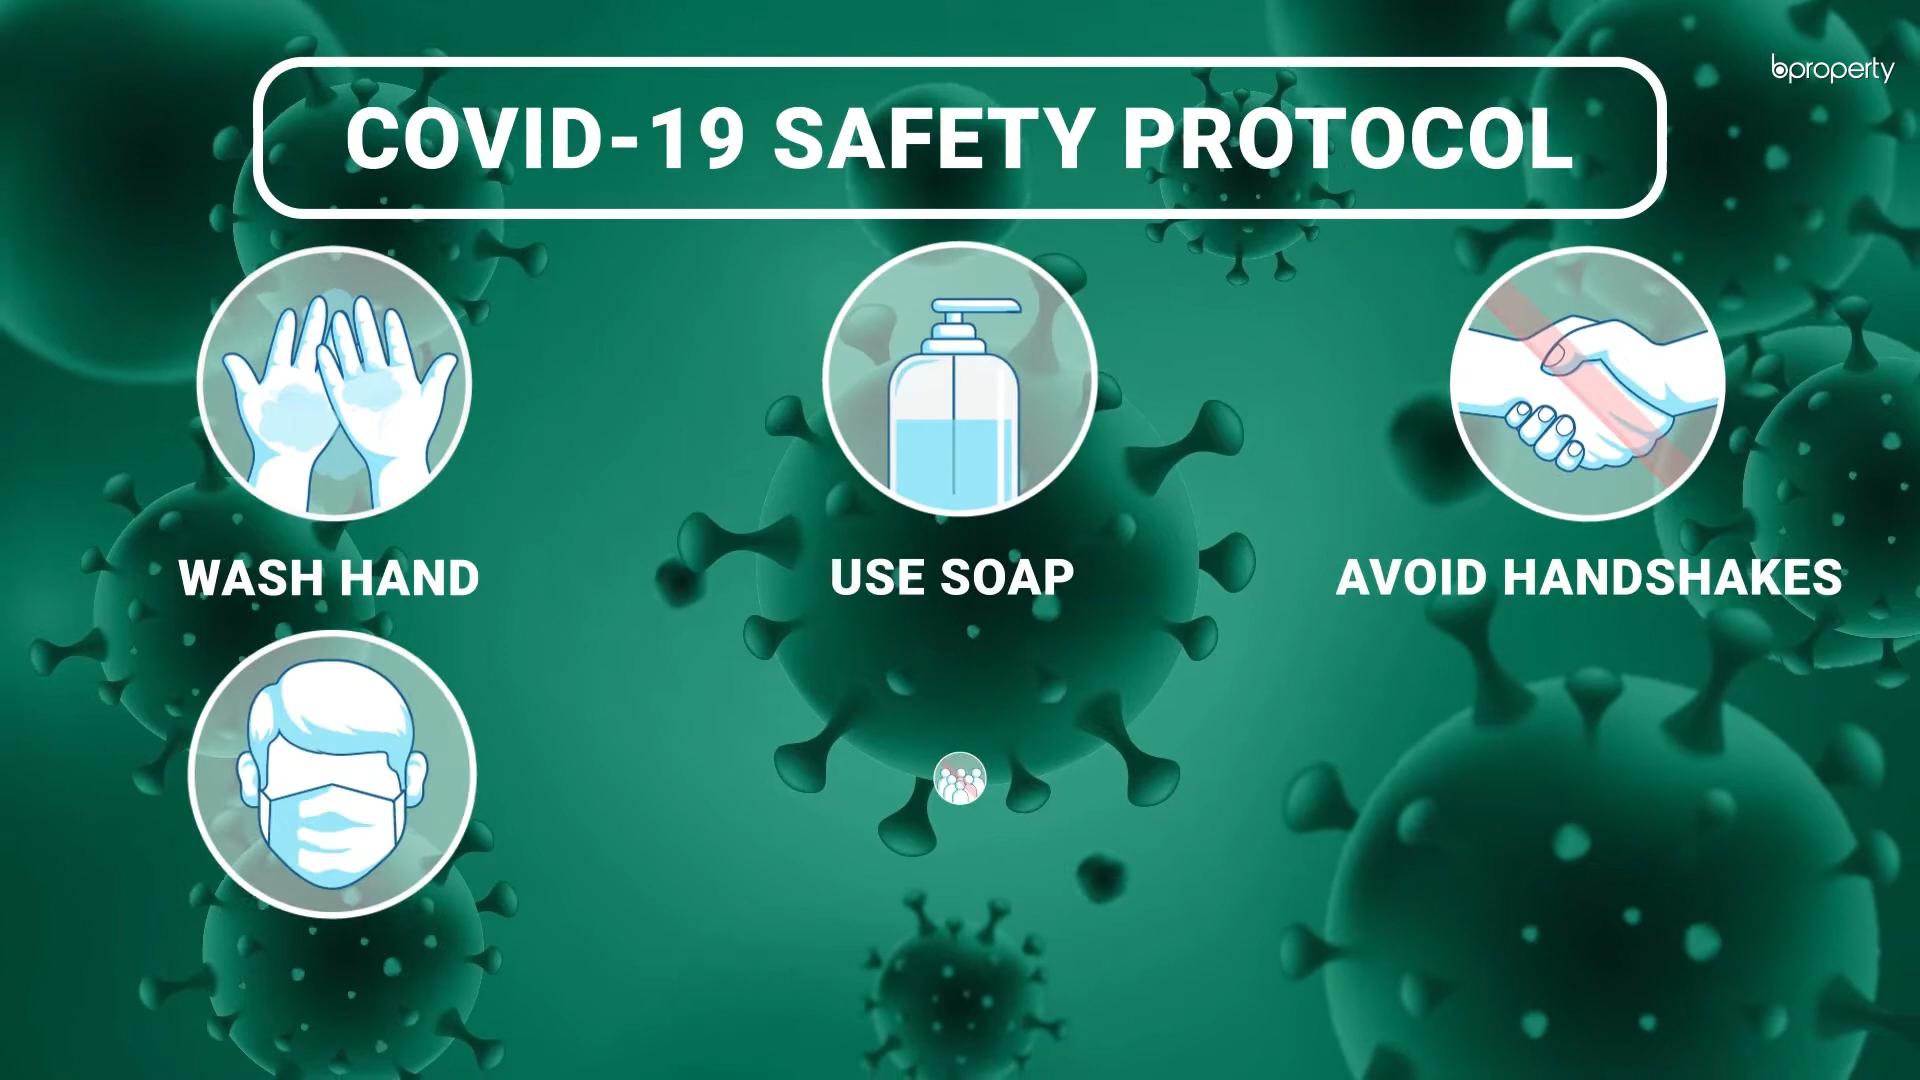 bproperty
COVID-19 SAFETY PROTOCOL
WASH HAND
USE SOAP
AVOID HANDSHAKES